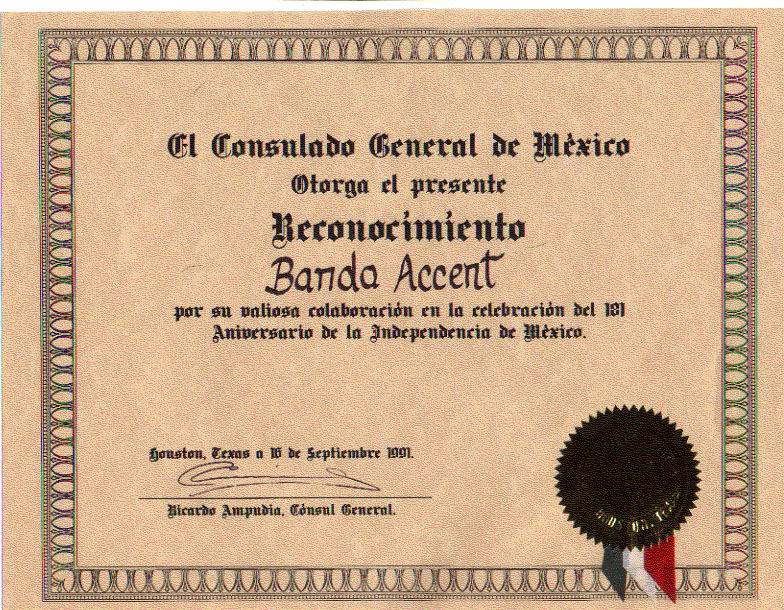 El Consulado General de México
Otorga el presente
Reconocimiento
Banda Accent
por su valiosa colaboración en la celebración del 181
Aniversario de la Independencia de México.
Houston, Texas a 16 de Septiembre 1991.
Ricardo Ampudia, Cónsul General.